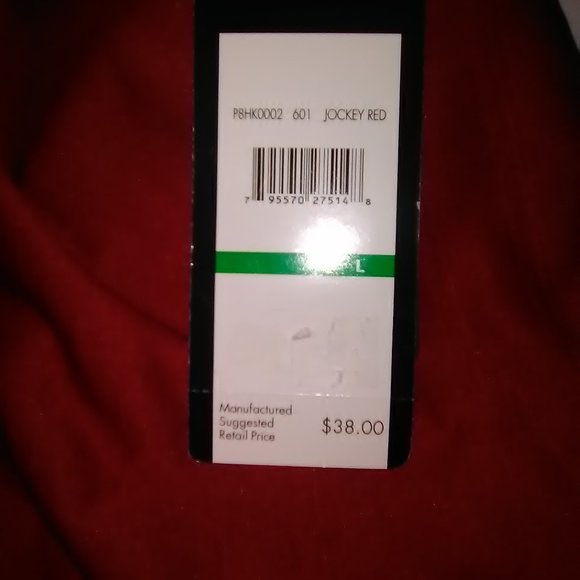 P8HK0002 601 JOCKEY RED
7 95570 27514 8
L
Manufactured
Suggested
Retail Price
$38.00